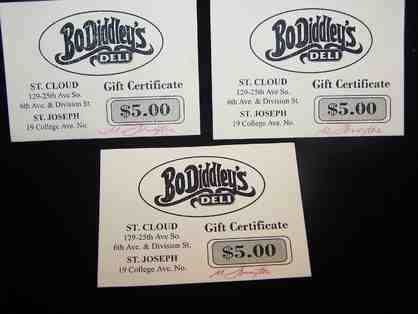 Bo Diddley's
DELI
ST. CLOUD
129-25th Ave So.
6th Ave. & Division St.
ST. JOSEPH
19 College Ave. No.
Gift Certificate
$5.00
Bo Diddley's
DELI
ST. CLOUD
129-25th Ave So.
6th Ave. & Division St.
ST. JOSEPH
19 College Ave. No.
Gift Certificate
$5.00
Bo Diddley's
DELI
ST. CLOUD
129-25th Ave So.
6th Ave. & Division St.
ST. JOSEPH
19 College Ave. No.
Gift Certificate
$5.00